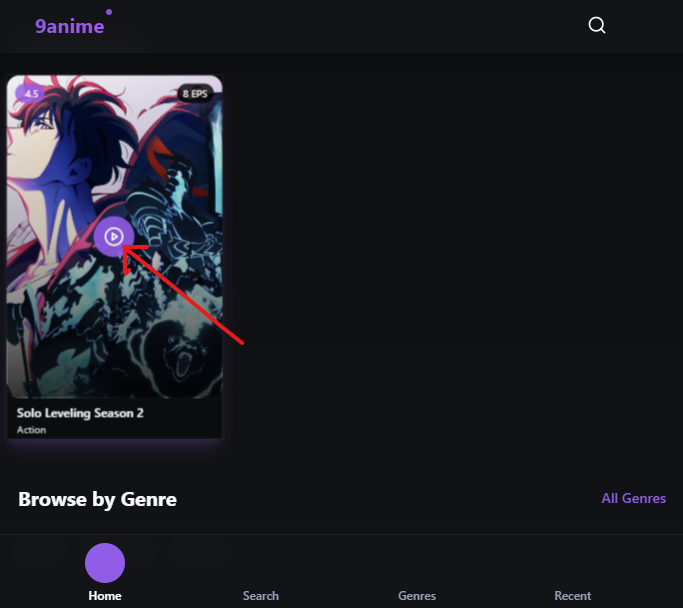 9anime
4.5
8 EPS
Solo Leveling Season 2
Action
Browse by Genre
All Genres
Home
Search
Genres
Recent